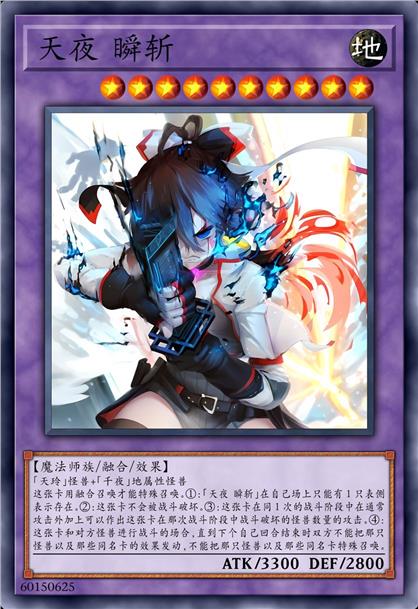 天夜 瞬斩
地
【魔法师族/融合/效果】
「天玲」怪兽+「千夜」地属性怪兽
这张卡用融合召唤才能特殊召唤。①:「天夜 瞬斩」在自己场上只能有1只表侧
表示存在。②:这张卡不会被战斗破坏。③:这张卡在同1次的战斗阶段中在通常
攻击外加上可以作出这张卡在那次战斗阶段中战斗破坏的怪兽数量的攻击。④:
这张卡和对方怪兽进行战斗的场合,直到下个自己回合结束时双方不能把那只
怪兽以及那些同名卡的效果发动,不能把那只怪兽以及那些同名卡特殊召唤。
ATK/3300 DEF/2800
60150625